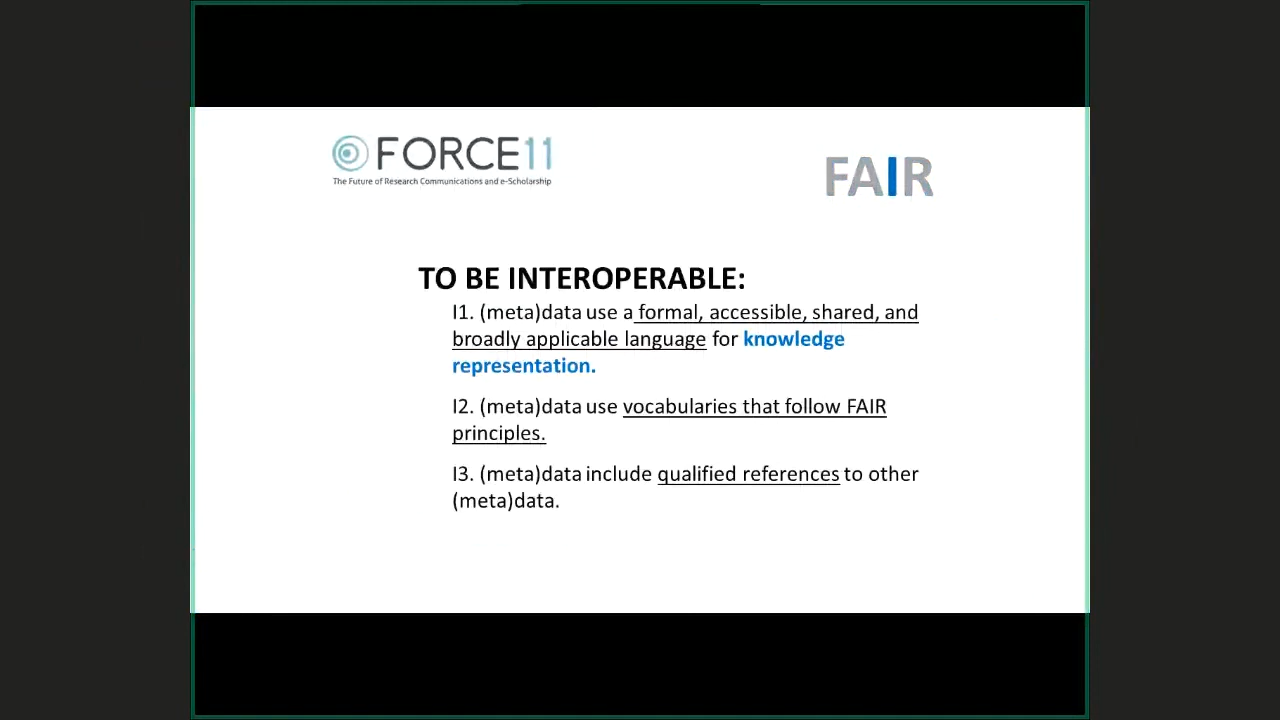 FORCE11
The Future of Research Communications and e-Scholarship
FAIR
TO BE INTEROPERABLE:
I1. (meta)data use a formal, accessible, shared, and
broadly applicable language for knowledge
representation.
I2. (meta)data use vocabularies that follow FAIR
principles.
I3. (meta)data include qualified references to other
(meta)data.